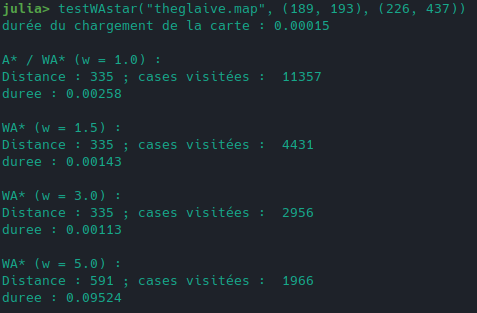 julia> testWAstar("theglaive.map", (189, 193), (226, 437))
durée du chargement de la carte : 0.00015
A* / WA* (w = 1.0) :
Distance : 335 ; cases visitées :  11357
duree : 0.00258
WA* (w = 1.5) :
Distance : 335 ; cases visitées :  4431
duree : 0.00143
WA* (w = 3.0) :
Distance : 335 ; cases visitées :  2956
duree : 0.00113
WA* (w = 5.0) :
Distance : 591 ; cases visitées :  1966
duree : 0.09524